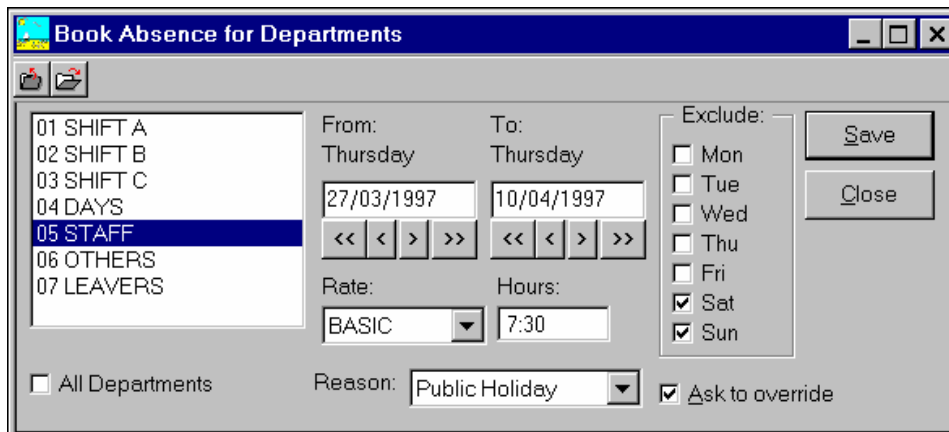 Book Absence for Departments
01 SHIFT A
02 SHIFT B
03 SHIFT C
04 DAYS
05 STAFF
06 OTHERS
07 LEAVERS
All Departments
From:
Thursday
27/03/1997
<< < > >>
To:
Thursday
10/04/1997
<< < > >>
Rate:
BASIC
Hours:
7:30
Reason: Public Holiday
Exclude:
Mon
Tue
Wed
Thu
Fri
Sat
Sun
Ask to override
Save
Close